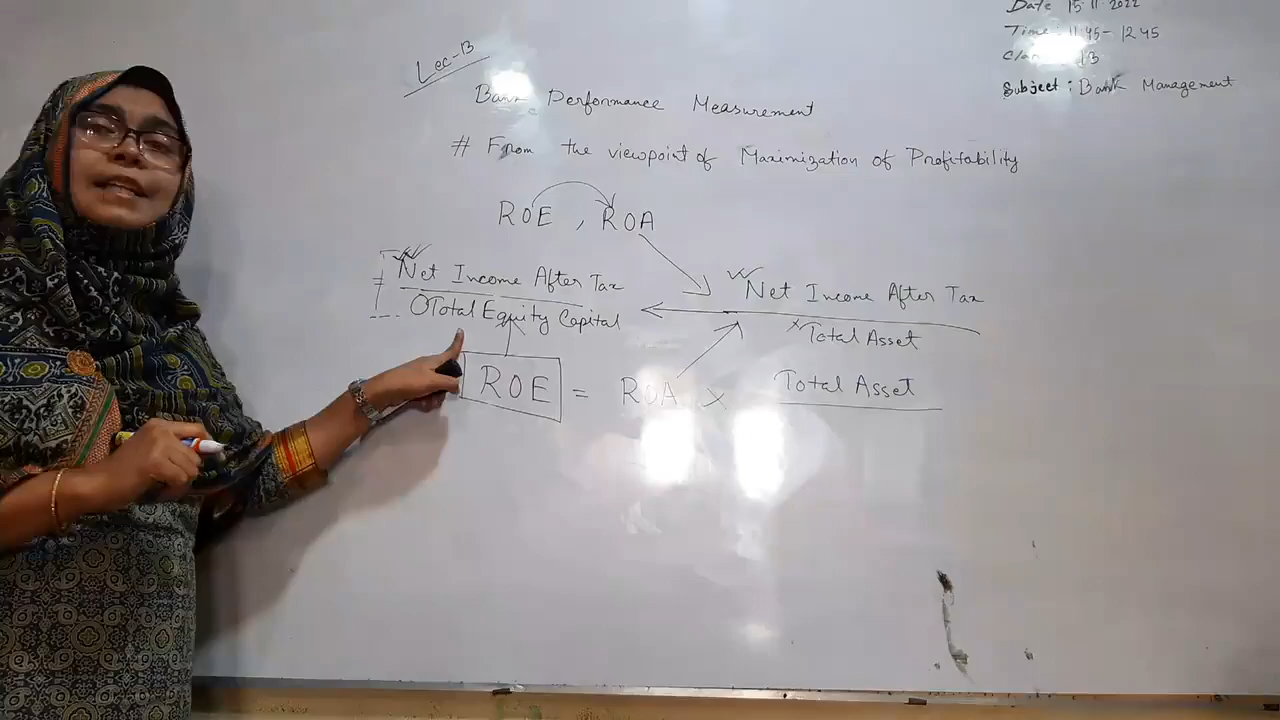 Date 15.11.2022
Time: 11:45 - 12:45
13
Subject: Bank Management
Lec-13
Bank Performance Measurement
# From the viewpoint of Maximization of Profitability
ROE, ROA
= Net Income After Tax
Total Equity Capital
Net Income After Tax
Total Asset
ROE = ROA × Total Asset